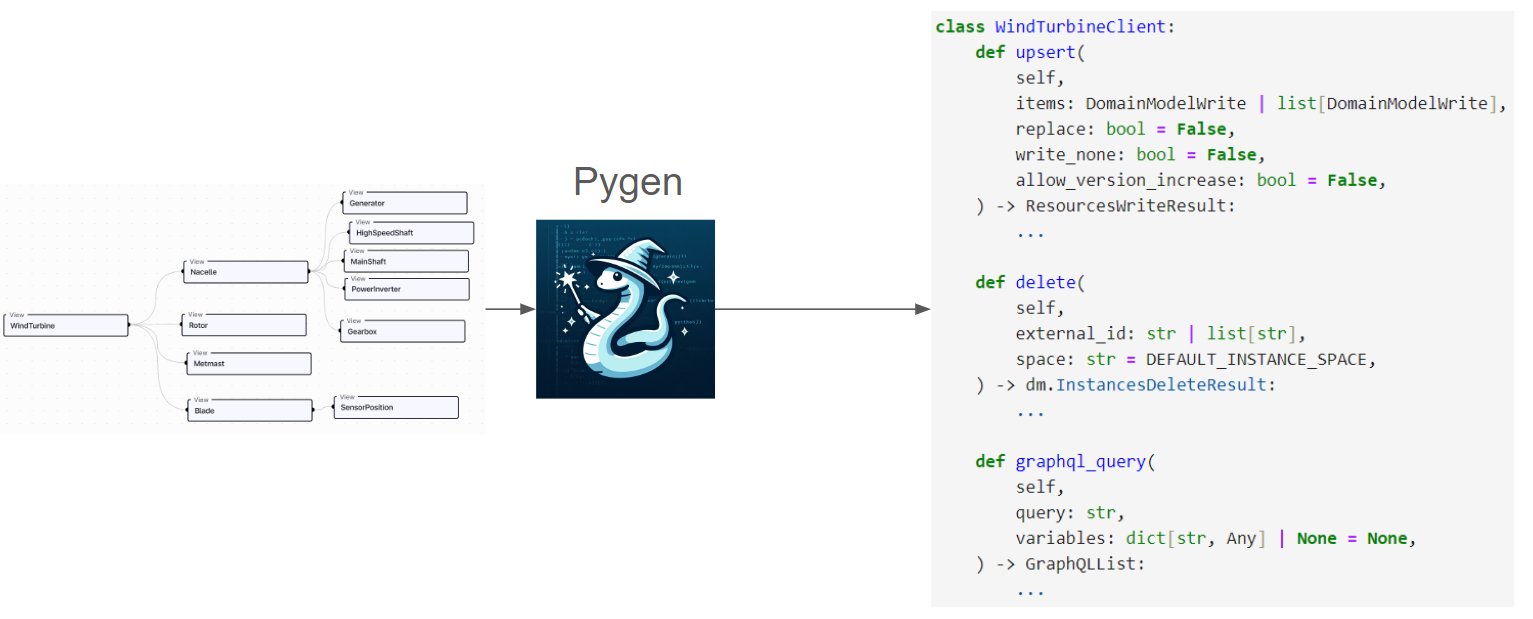 View
WindTurbine
View
Nacelle
View
Rotor
View
Metmast
View
Blade
View
Generator
View
HighSpeedShaft
View
MainShaft
View
PowerInverter
View
Gearbox
View
SensorPosition
Pygen
class WindTurbineClient:
    def upsert(
        self,
        items: DomainModelWrite | list[DomainModelWrite],
        replace: bool = False,
        write_none: bool = False,
        allow_version_increase: bool = False,
    ) -> ResourcesWriteResult:
        ...
    def delete(
        self,
        external_id: str | list[str],
        space: str = DEFAULT_INSTANCE_SPACE,
    ) -> dm.InstancesDeleteResult:
        ...
    def graphql_query(
        self,
        query: str,
        variables: dict[str, Any] | None = None,
    ) -> GraphQLList:
        ...